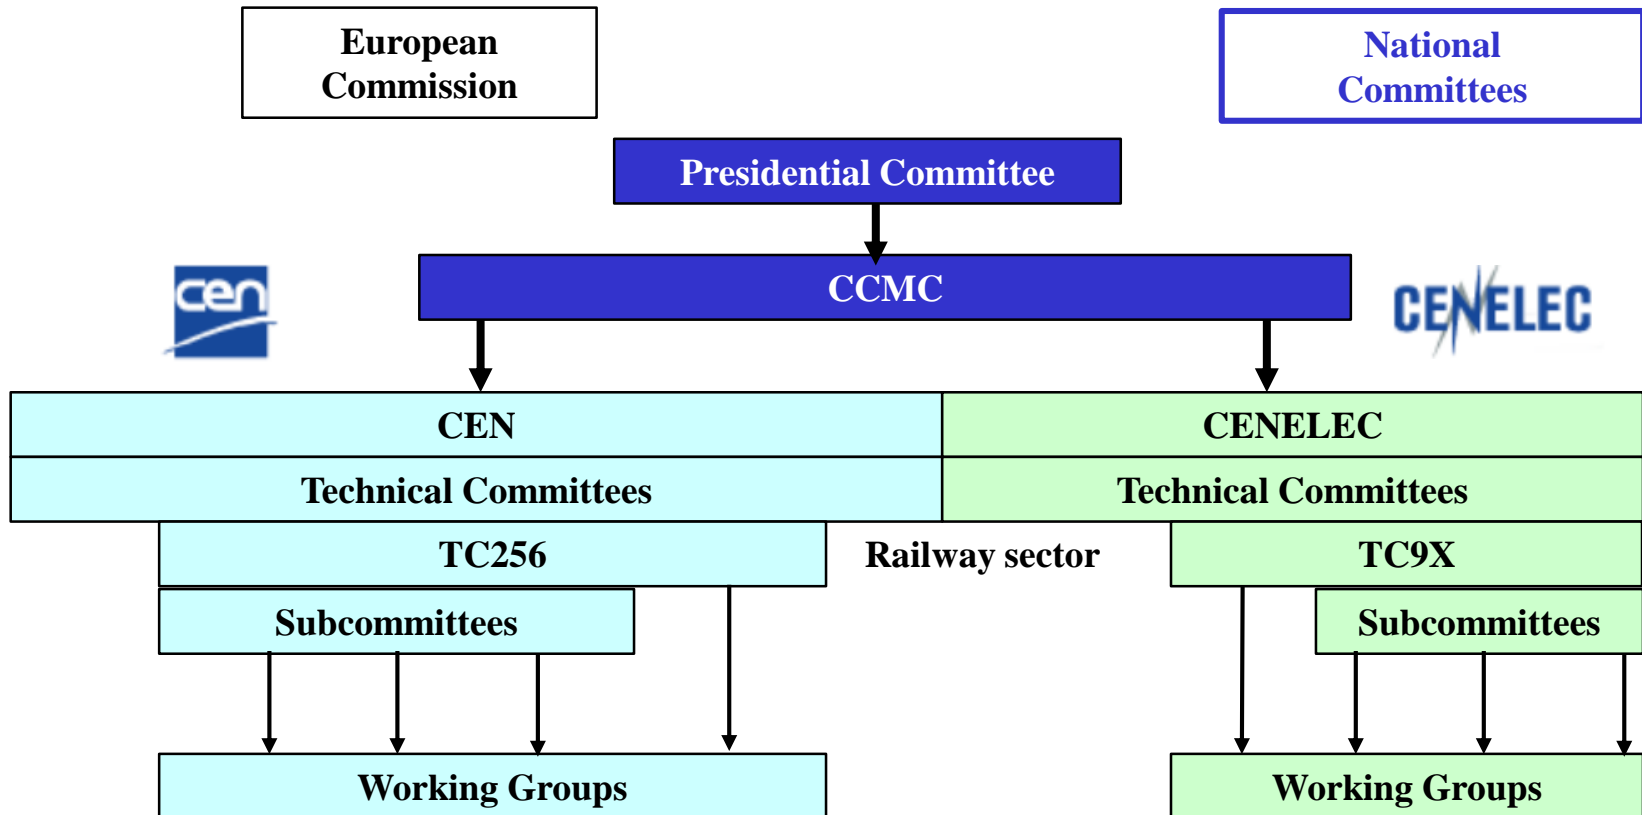 European
Commission
National
Committees
Presidential Committee
CCMC
cen
CENELEC
CEN
CENELEC
Technical Committees
Technical Committees
TC256
Railway sector
TC9X
Subcommittees
Subcommittees
Working Groups
Working Groups